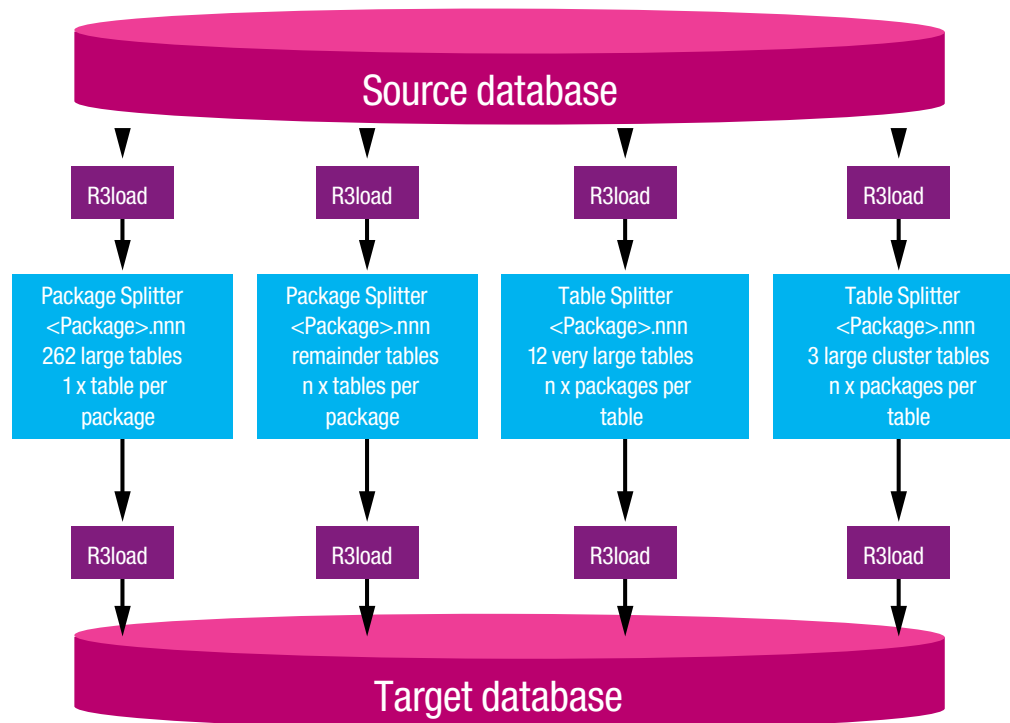 Source database
R3load
R3load
R3load
R3load
Package Splitter
<Package>.nnn
262 large tables
1 x table per
package
Package Splitter
<Package>.nnn
remainder tables
n x tables per
package
Table Splitter
<Package>.nnn
12 very large tables
n x packages per
table
Table Splitter
<Package>.nnn
3 large cluster tables
n x packages per
table
R3load
R3load
R3load
R3load
Target database